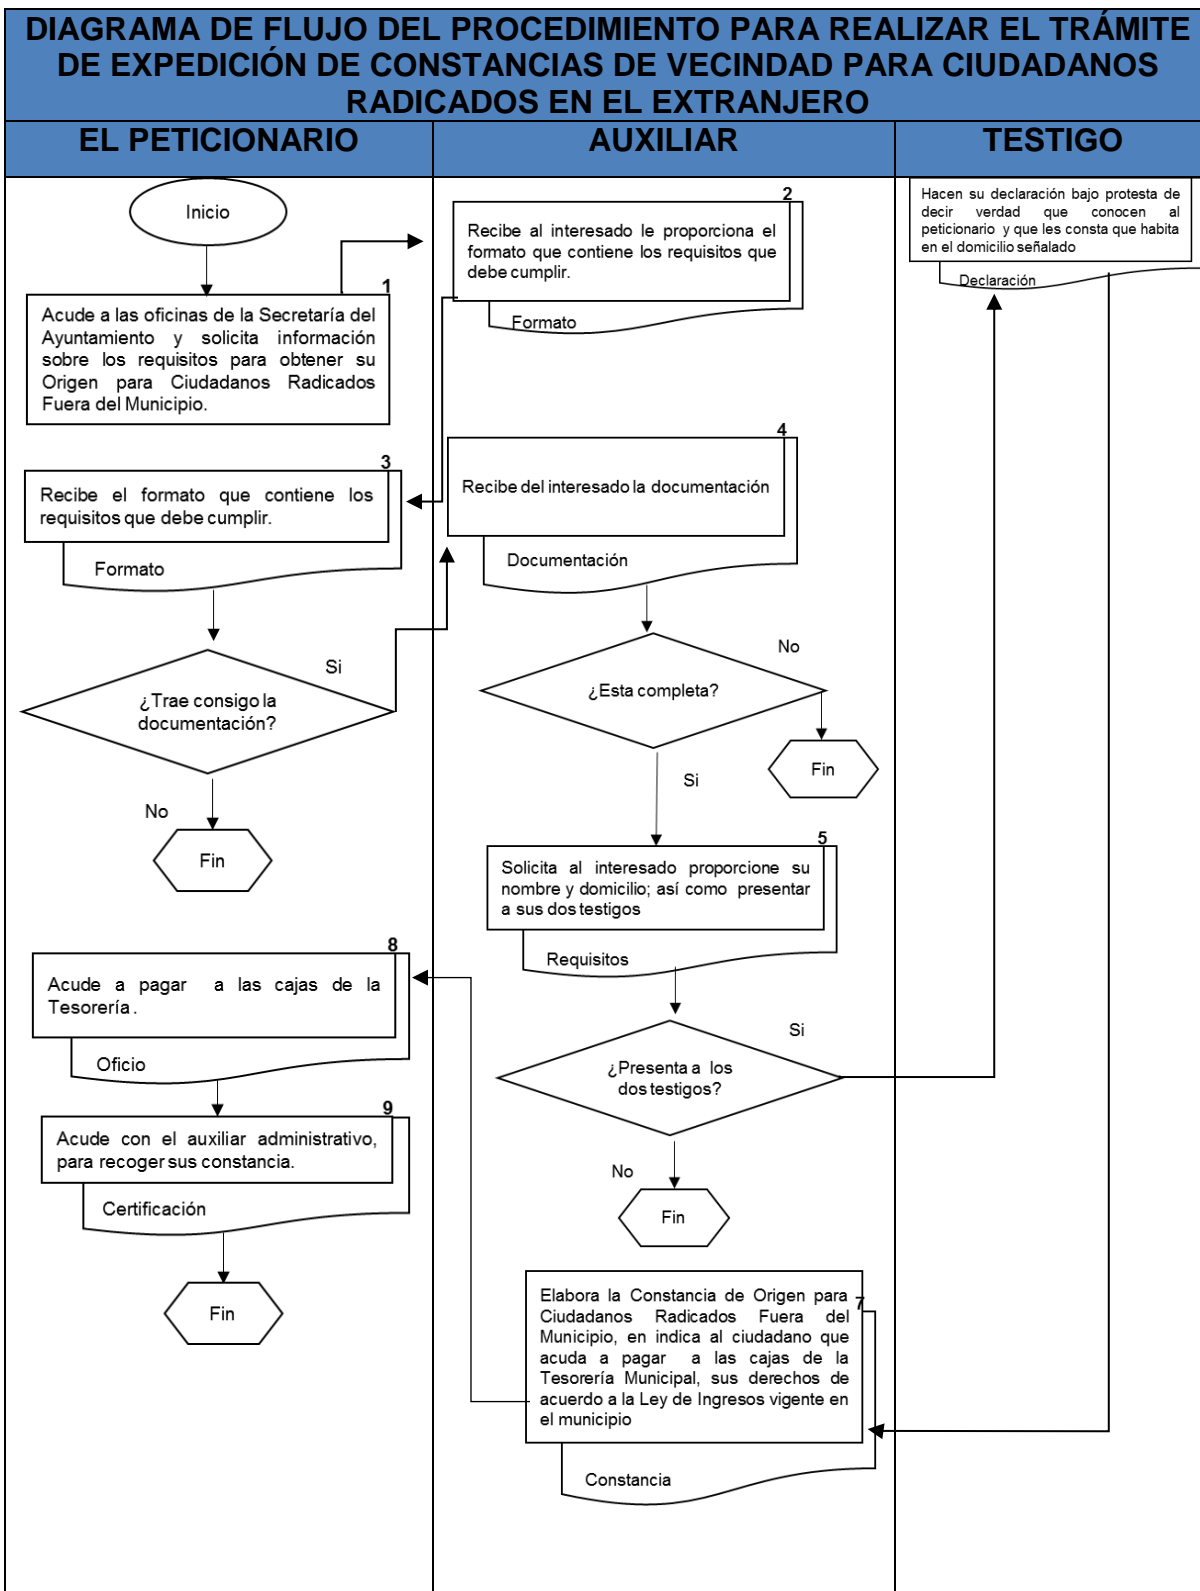 DIAGRAMA DE FLUJO DEL PROCEDIMIENTO PARA REALIZAR EL TRÁMITE
DE EXPEDICIÓN DE CONSTANCIAS DE VECINDAD PARA CIUDADANOS
RADICADOS EN EL EXTRANJERO
EL PETICIONARIO
AUXILIAR
TESTIGO
Inicio
1
Acude a las oficinas de la Secretaría del
Ayuntamiento y solicita información
sobre los requisitos para obtener su
Origen para Ciudadanos Radicados
Fuera del Municipio.
2
Recibe al interesado le proporciona el
formato que contiene los requisitos que
debe cumplir.
Formato
Hacen su declaración bajo protesta de
decir verdad que conocen al
peticionario y que les consta que habita
en el domicilio señalado
Declaración
3
Recibe el formato que contiene los
requisitos que debe cumplir.
Formato
4
Recibe del interesado la documentación
Documentación
Si
¿Trae consigo la
documentación?
No
Fin
No
¿Esta completa?
Fin
Si
5
Solicita al interesado proporcione su
nombre y domicilio; así como presentar
a sus dos testigos
Requisitos
Si
¿Presenta a los
dos testigos?
No
Fin
7
Elabora la Constancia de Origen para
Ciudadanos Radicados Fuera del
Municipio, en indica al ciudadano que
acuda a pagar a las cajas de la
Tesorería Municipal, sus derechos de
acuerdo a la Ley de Ingresos vigente en
el municipio
Constancia
8
Acude a pagar a las cajas de la
Tesorería.
Oficio
9
Acude con el auxiliar administrativo,
para recoger sus constancia.
Certificación
Fin